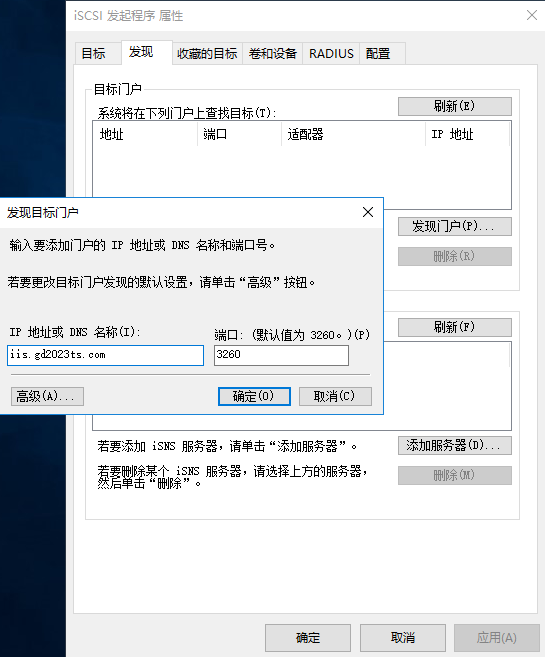 iSCSI 发起程序 属性
目标 发现 收藏的目标 卷和设备 RADIUS 配置
目标门户
系统将在下列门户上查找目标(T):
刷新(E)
地址 端口 适配器 IP 地址
发现门户(P)...
删除(R)
发现目标门户
输入要添加门户的 IP 地址或 DNS 名称和端口号。
若要更改目标门户发现的默认设置，请单击“高级”按钮。
IP 地址或 DNS 名称(I): 端口: (默认值为 3260。)(P)
iis.gd2023ts.com 3260
高级(A)... 确定(O) 取消(C)
刷新(F)
若要添加 iSNS 服务器，请单击“添加服务器”。
添加服务器(D)...
若要删除某个 iSNS 服务器，请选择上方的服务器，
然后单击“删除”。
删除(M)
确定 取消 应用(A)